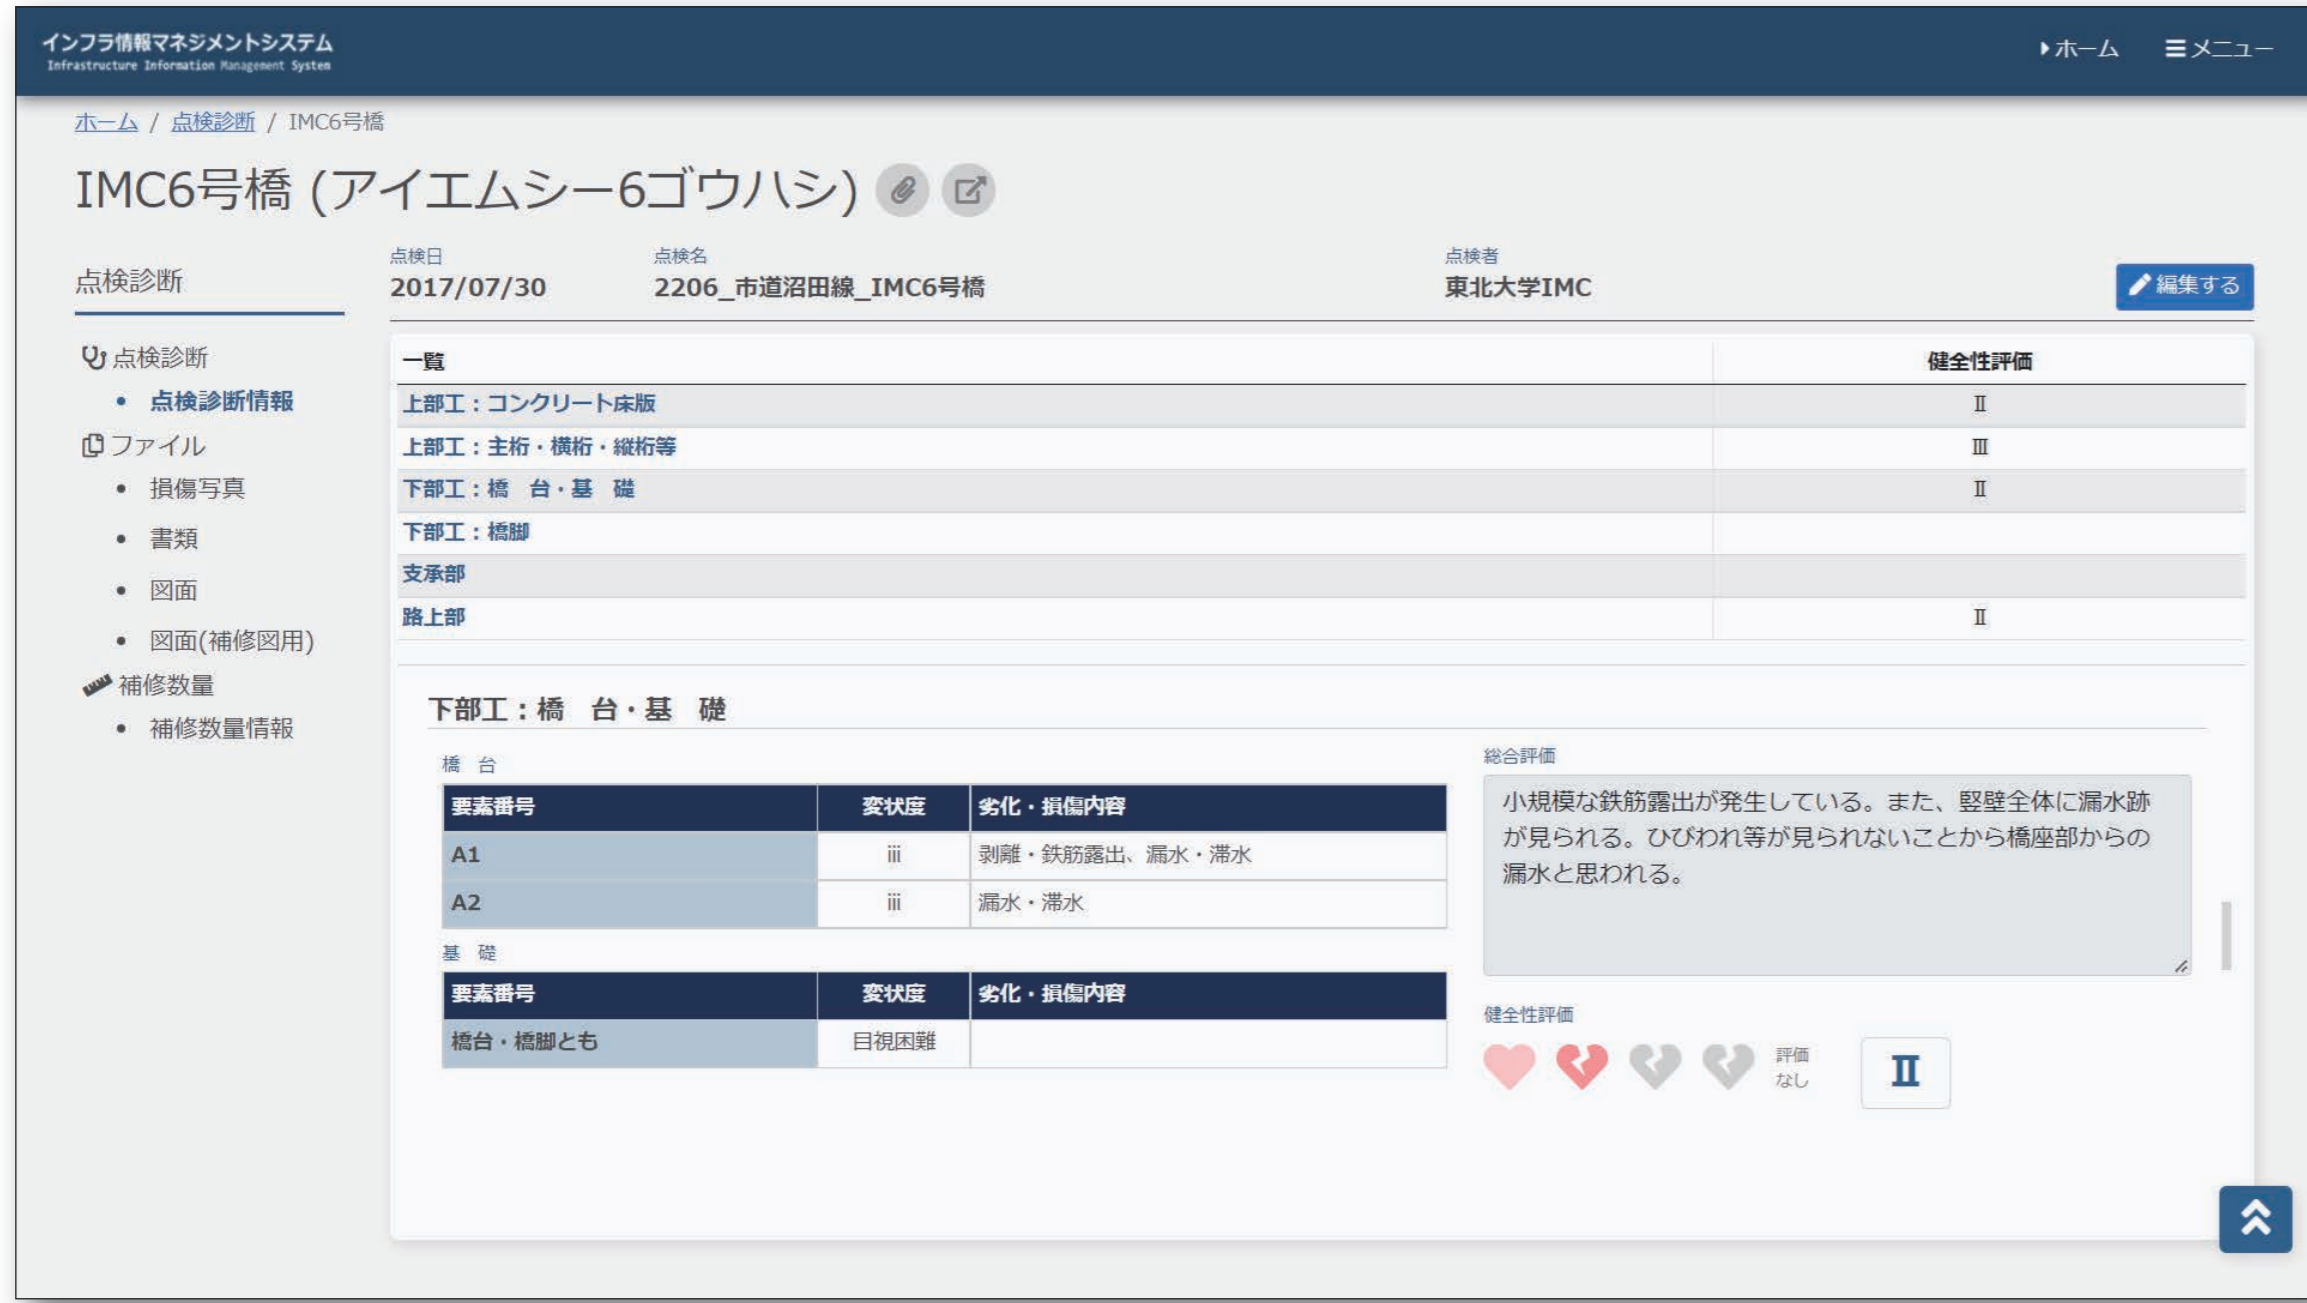 インフラ情報マネジメントシステム
Infrastructure Information Management System
ホーム メニュー
ホーム / 点検診断 / IMC6号橋
IMC6号橋 (アイエムシー6ゴウハシ)
点検診断
点検日 点検名 点検者
2017/07/30 2206_市道沼田線_IMC6号橋 東北大学IMC
編集する
点検診断
点検診断情報
ファイル
損傷写真
書類
図面
図面(補修図用)
補修数量
補修数量情報
一覧 健全性評価
上部工：コンクリート床版 Ⅱ
上部工：主桁・横桁・縦桁等 Ⅲ
下部工：橋　台・基　礎 Ⅱ
下部工：橋脚
支承部
路上部 Ⅱ
下部工：橋　台・基　礎
橋　台
要素番号 変状度 劣化・損傷内容
A1 ⅲ 剥離・鉄筋露出、漏水・滞水
A2 ⅲ 漏水・滞水
基　礎
要素番号 変状度 劣化・損傷内容
橋台・橋脚とも 目視困難
総合評価
小規模な鉄筋露出が発生している。また、竪壁全体に漏水跡
が見られる。ひびわれ等が見られないことから橋座部からの
漏水と思われる。
健全性評価
評価
なし
Ⅱ